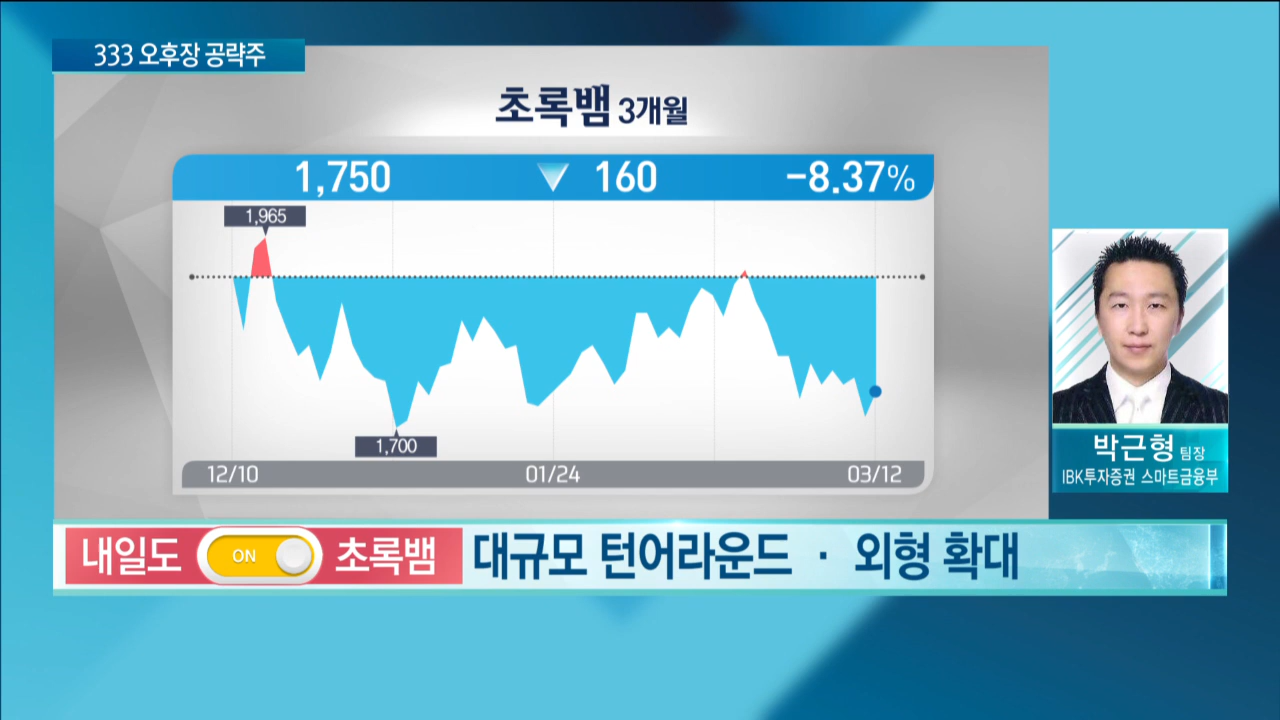 333 오후장 공략주
초록뱀 3개월
1,750 ▼ 160 -8.37%
1,965
1,700
12/10 01/24 03/12
박근형 팀장
IBK투자증권 스마트금융부
내일도 ON 초록뱀 대규모 턴어라운드 · 외형 확대